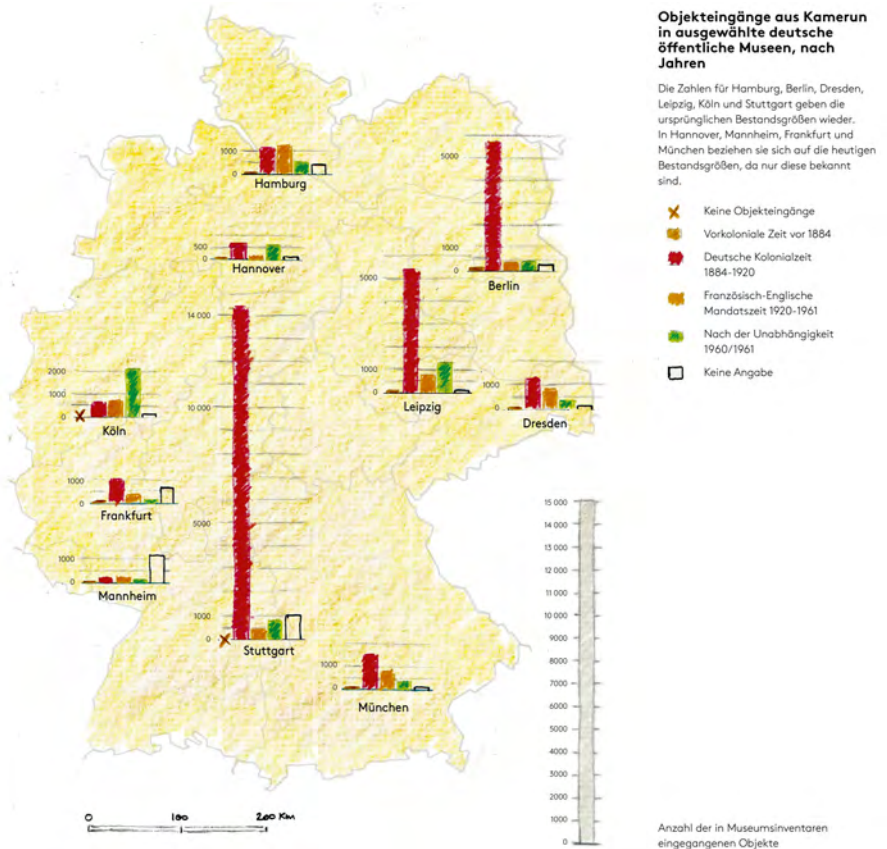 Objekteingänge aus Kamerun
in ausgewählte deutsche
öffentliche Museen, nach
Jahren
Die Zahlen für Hamburg, Berlin, Dresden,
Leipzig, Köln und Stuttgart geben die
ursprünglichen Bestandsgrößen wieder.
In Hannover, Mannheim, Frankfurt und
München beziehen sie sich auf die heutigen
Bestandsgrößen, da nur diese bekannt
sind.
Keine Objekteingänge
Vorkoloniale Zeit vor 1884
Deutsche Kolonialzeit
1884-1920
Französisch-Englische
Mandatszeit 1920-1961
Nach der Unabhängigkeit
1960/1961
Keine Angabe
1000
0
Hamburg
5000
1000
0
Berlin
500
0
Hannover
5000
1000
0
Leipzig
1000
0
Dresden
2000
1000
0
Köln
1000
0
Frankfurt
1000
0
Mannheim
14 000
10 000
5000
1000
0
Stuttgart
1000
0
München
15 000
14 000
13 000
12 000
11 000
10 000
9000
8000
7000
6000
5000
4000
3000
2000
1000
0
0 100 200 Km
Anzahl der in Museumsinventaren
eingegangenen Objekte